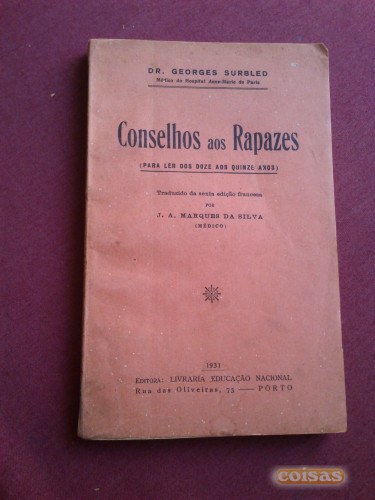 DR. GEORGES SURBLED
Médico do Hospital Jean-Marie de Paris
Conselhos aos Rapazes
(PARA LER DOS DOZE AOS QUINZE ANOS)
Traduzido da sexta edição francesa
POR
J. A. MARQUES DA SILVA
(MÉDICO)
1931
EDITORA: LIVRARIA EDUCAÇÃO NACIONAL
Rua das Oliveiras, 75 — PÔRTO
coisas